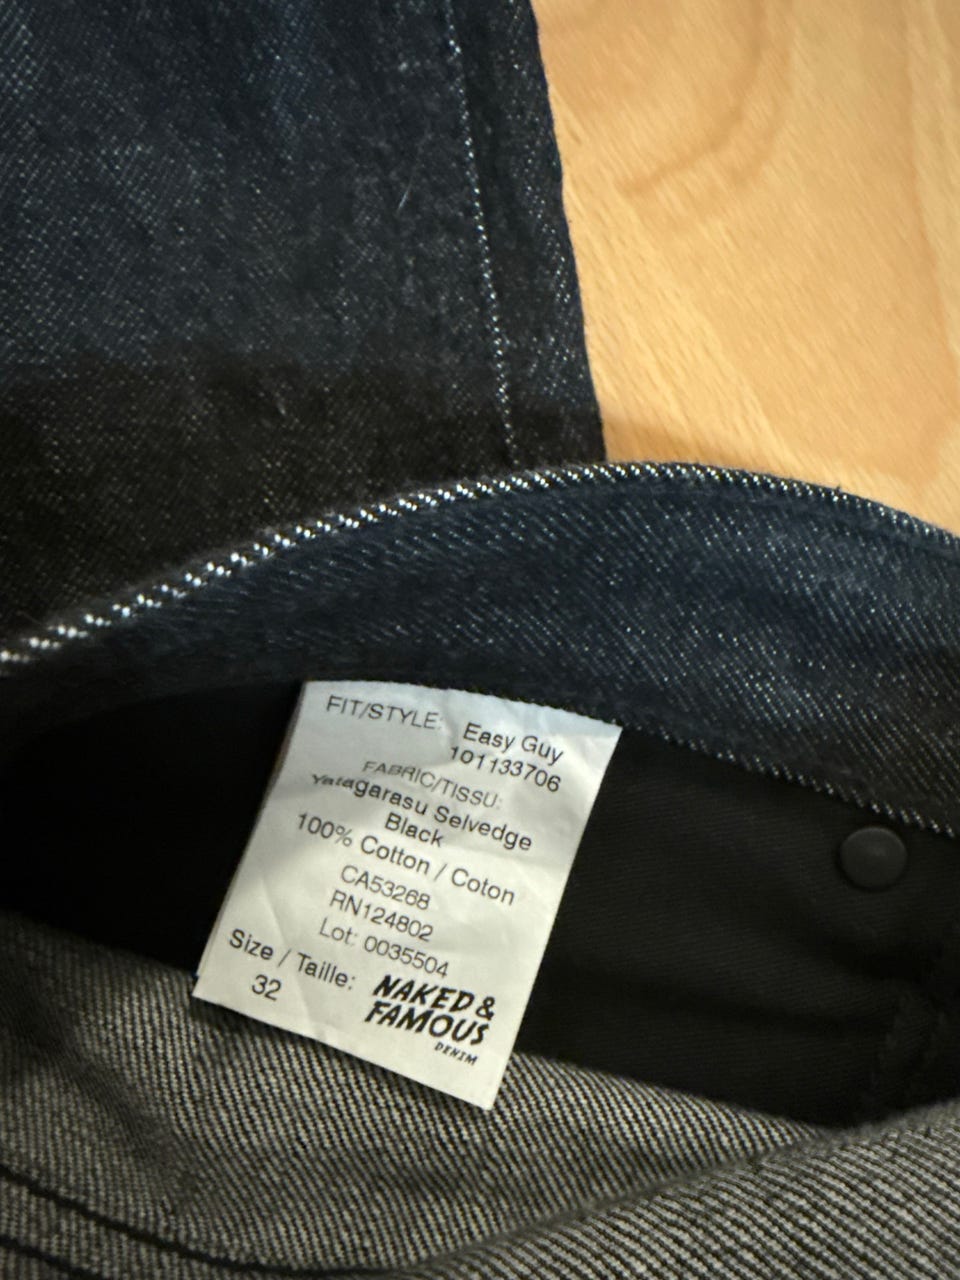 FIT/STYLE: Easy Guy
101133706
FABRIC/TISSU:
Yatagarasu Selvedge
Black
100% Cotton / Coton
CA53268
RN124802
Lot: 0035504
Size / Taille:
32
NAKED &
FAMOUS
DENIM